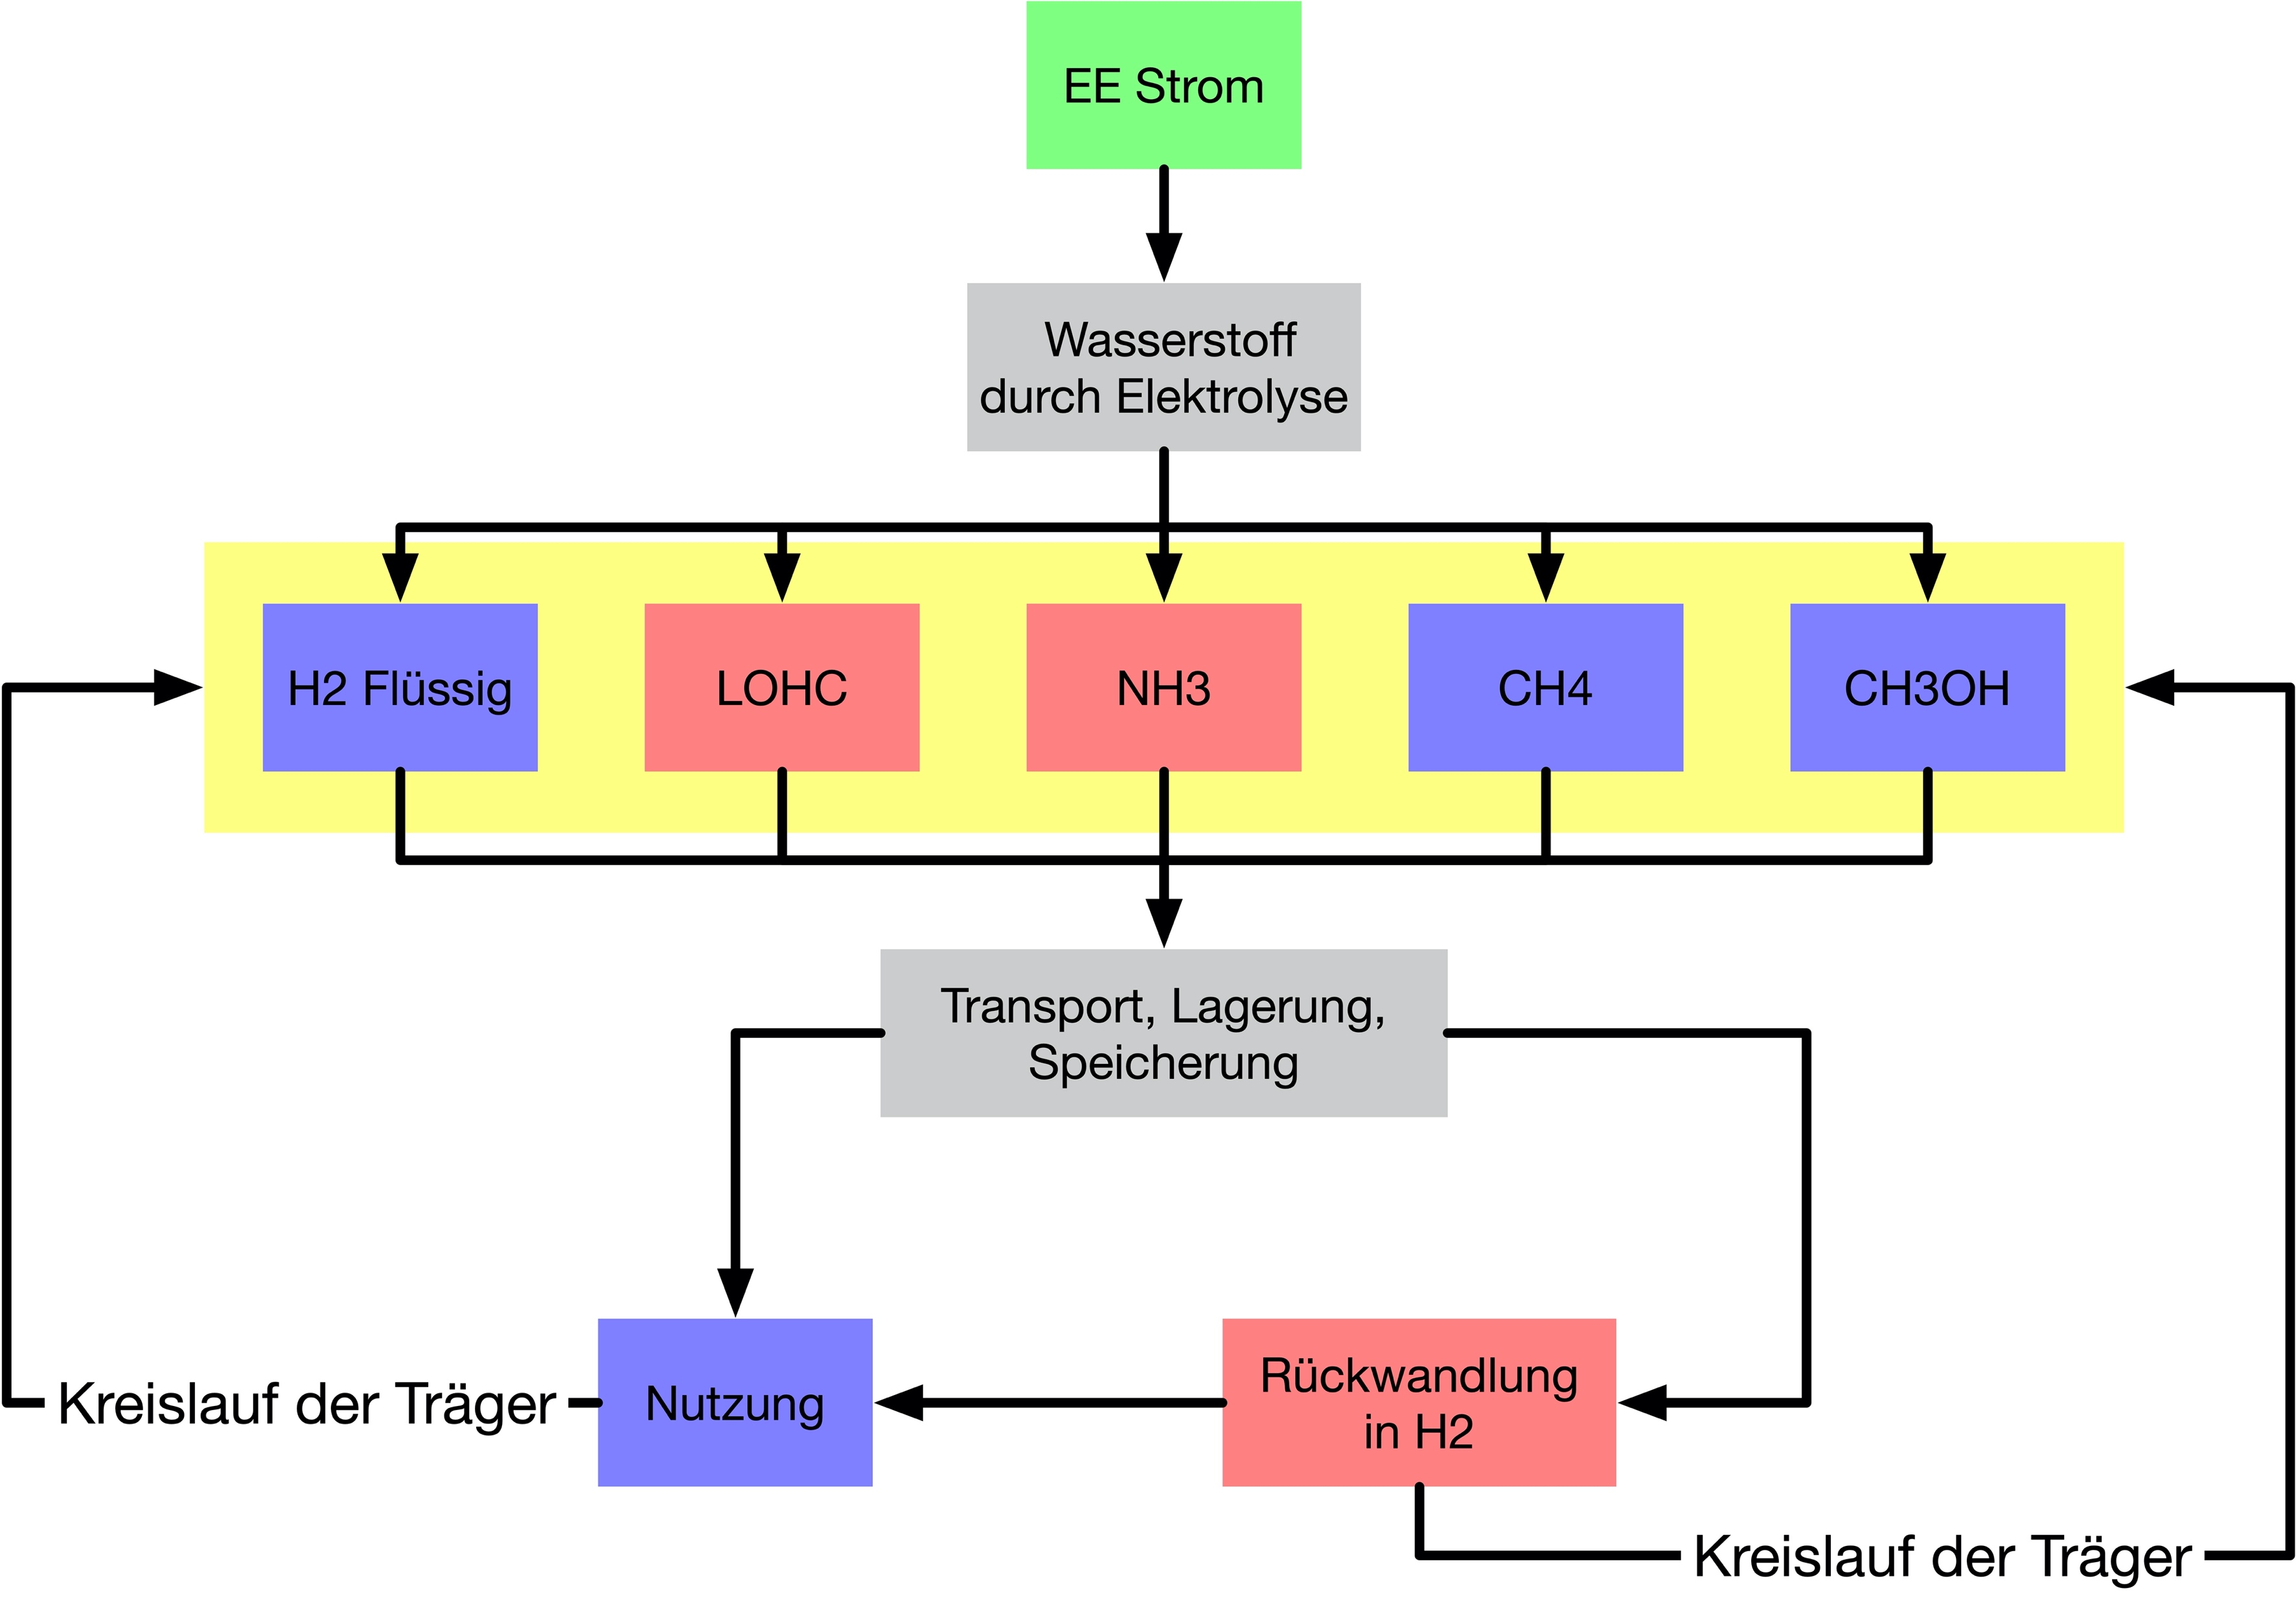 EE Strom
Wasserstoff
durch Elektrolyse
H2 Flüssig
LOHC
NH3
CH4
CH3OH
Transport, Lagerung,
Speicherung
Kreislauf der Träger
Nutzung
Rückwandlung
in H2
Kreislauf der Träger